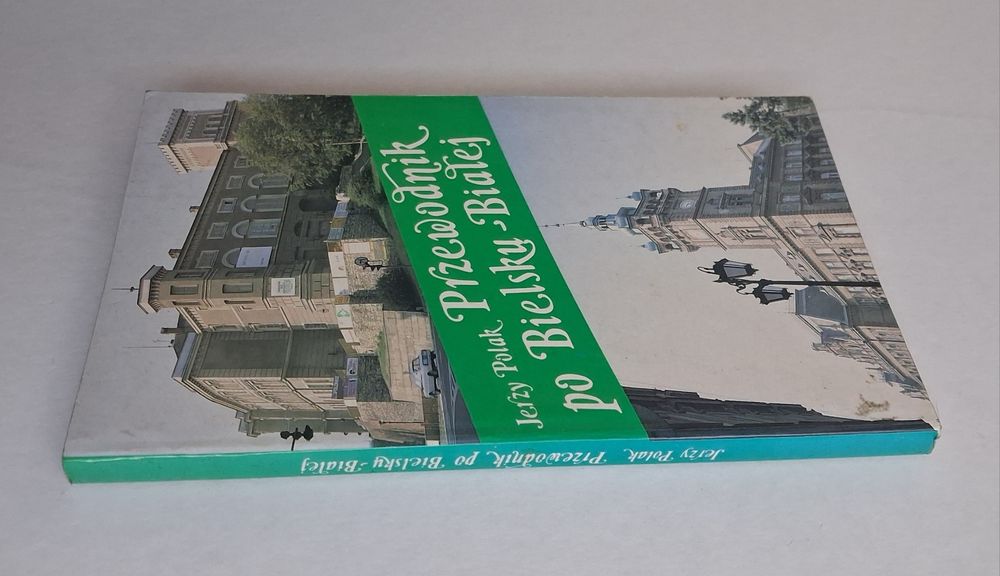 Jerzy Polak
Przewodnik
po Bielsku-Białej
Jerzy Polak Przewodnik po Bielsku-Białej